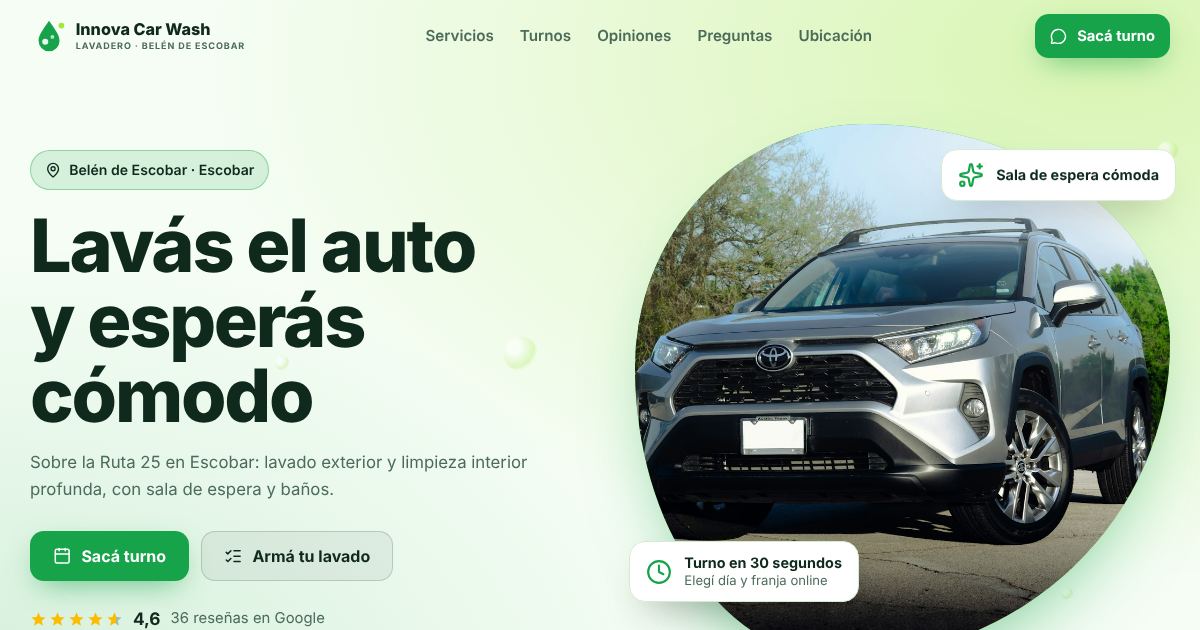 Innova Car Wash
LAVADERO · BELÉN DE ESCOBAR
Servicios
Turnos
Opiniones
Preguntas
Ubicación
Sacá turno
Belén de Escobar · Escobar
Sala de espera cómoda
Lavás el auto
y esperás
cómodo
Sobre la Ruta 25 en Escobar: lavado exterior y limpieza interior
profunda, con sala de espera y baños.
Sacá turno
Armá tu lavado
Turno en 30 segundos
Elegí día y franja online
4,6
36 reseñas en Google